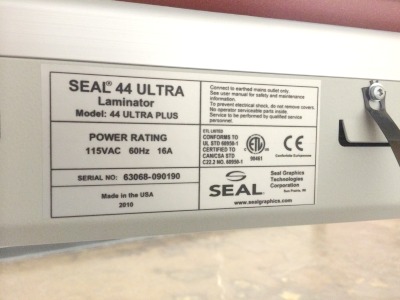 SEAL® 44 ULTRA
Laminator
Model: 44 ULTRA PLUS
POWER RATING
115VAC 60Hz 16A
SERIAL NO: 63068-090190
Made in the USA
2010
Connect to earthed mains outlet only.
See user manual for safety and maintenance
information.
To prevent electrical shock, do not remove covers.
No operator serviceable parts inside.
Service to be performed by qualified service
personnel.
ETL LISTED
CONFORMS TO
UL STD 60950-1
CERTIFIED TO
CAN/CSA STD
C22.2 NO. 60950-1
ETL
98461
CE
SEAL
Seal Graphics
Technologies
Corporation
www.sealgraphics.com